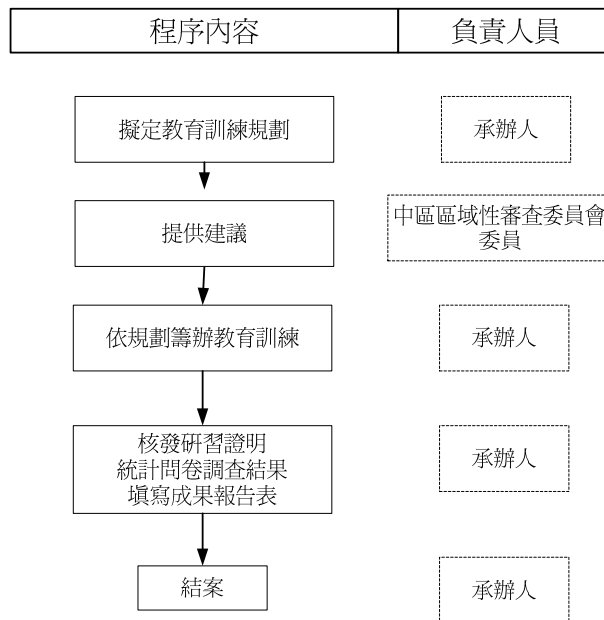 程序內容 負責人員
擬定教育訓練規劃 承辦人
提供建議 中區區域性審查委員會
委員
依規劃籌辦教育訓練 承辦人
核發研習證明
統計問卷調查結果 承辦人
填寫成果報告表
結案 承辦人